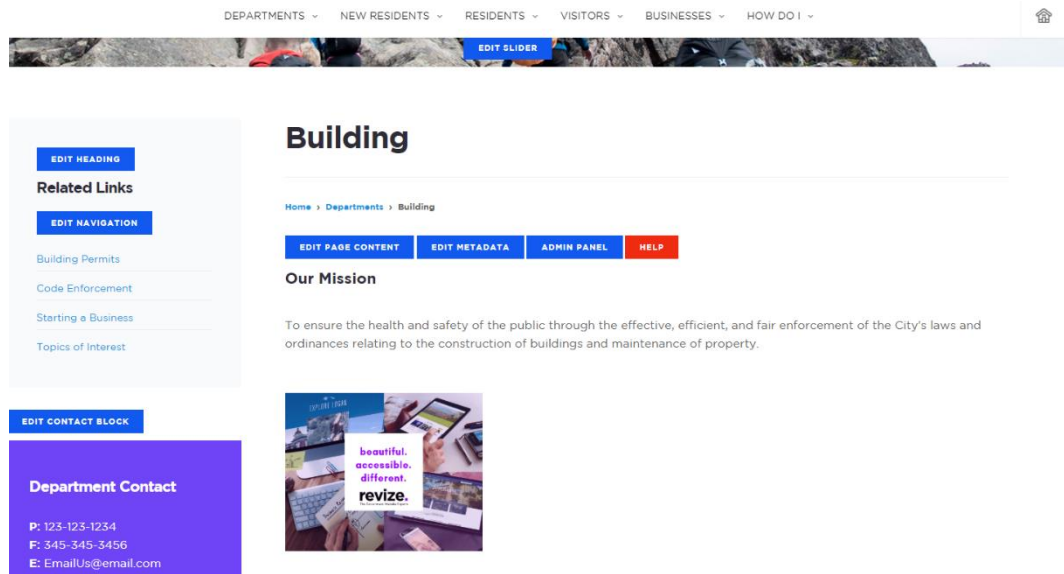 DEPARTMENTS NEW RESIDENTS RESIDENTS VISITORS BUSINESSES HOW DO I
EDIT SLIDER
Building
Home › Departments › Building
EDIT PAGE CONTENT EDIT METADATA ADMIN PANEL HELP
Our Mission
To ensure the health and safety of the public through the effective, efficient, and fair enforcement of the City's laws and
ordinances relating to the construction of buildings and maintenance of property.
EDIT HEADING
Related Links
EDIT NAVIGATION
Building Permits
Code Enforcement
Starting a Business
Topics of Interest
EDIT CONTACT BLOCK
Department Contact
P: 123-123-1234
F: 345-345-3456
E: EmailUs@email.com
EXPLORE LOGAN
beautiful.
accessible.
different.
revize.